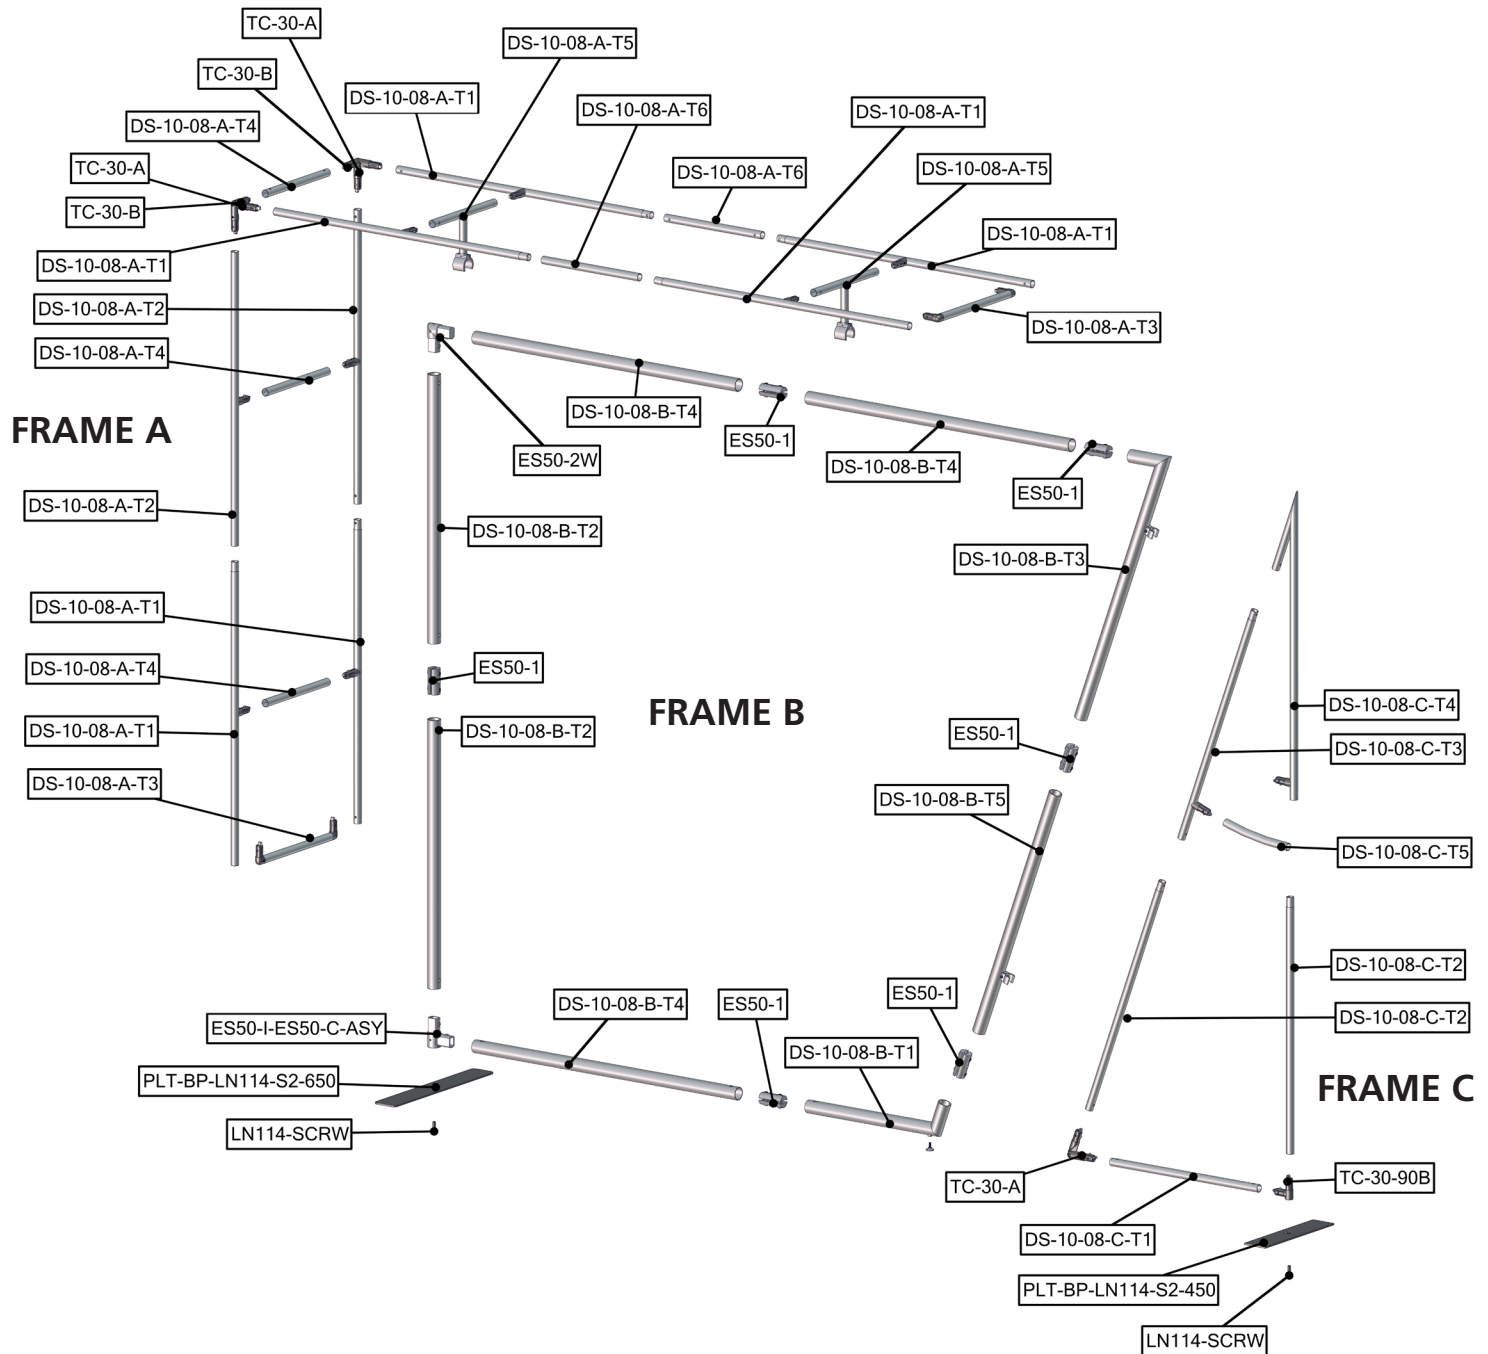 TC-30-A
DS-10-08-A-T5
TC-30-B
DS-10-08-A-T1
DS-10-08-A-T6
DS-10-08-A-T1
DS-10-08-A-T4
TC-30-A
DS-10-08-A-T6
DS-10-08-A-T5
TC-30-B
DS-10-08-A-T1
DS-10-08-A-T1
DS-10-08-A-T2
DS-10-08-A-T3
DS-10-08-A-T4
DS-10-08-B-T4
FRAME A
ES50-1
ES50-2W
DS-10-08-B-T4
ES50-1
DS-10-08-A-T2
DS-10-08-B-T2
DS-10-08-B-T3
DS-10-08-A-T1
DS-10-08-A-T4
ES50-1
FRAME B
DS-10-08-C-T4
DS-10-08-A-T1
DS-10-08-B-T2
ES50-1
DS-10-08-C-T3
DS-10-08-A-T3
DS-10-08-B-T5
DS-10-08-C-T5
DS-10-08-C-T2
ES50-1
DS-10-08-B-T4
ES50-1
DS-10-08-C-T2
ES50-I-ES50-C-ASY
DS-10-08-B-T1
PLT-BP-LN114-S2-650
FRAME C
LN114-SCRW
TC-30-A
TC-30-90B
DS-10-08-C-T1
PLT-BP-LN114-S2-450
LN114-SCRW